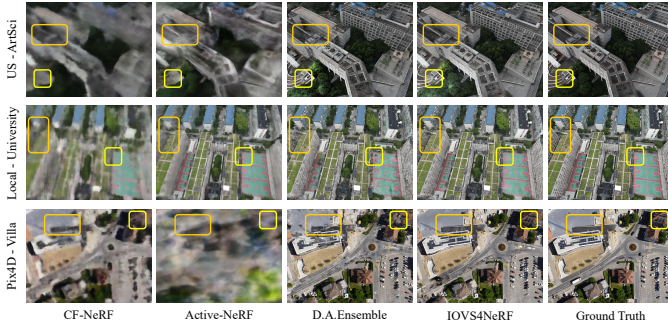 US - ArtSci
Local - University
Pix4D - Villa
CF-NeRF Active-NeRF D.A.Ensemble IOVS4NeRF Ground Truth